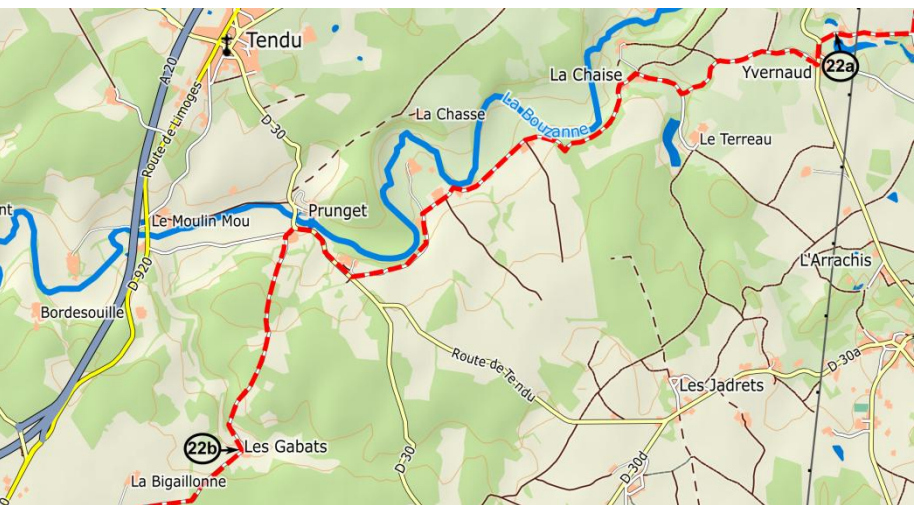 Tendu
A 20
Route de Limoges
D 30
La Chaise
Yvernaud
22a
La Chasse
La Bouzanne
Le Terreau
nt
Le Moulin Mou
Prunget
L'Arrachis
D-920
Bordesouille
Route de Tendu
D-30a
Les Jadrets
22b
Les Gabats
D-30
D-30d
La Bigaillonne